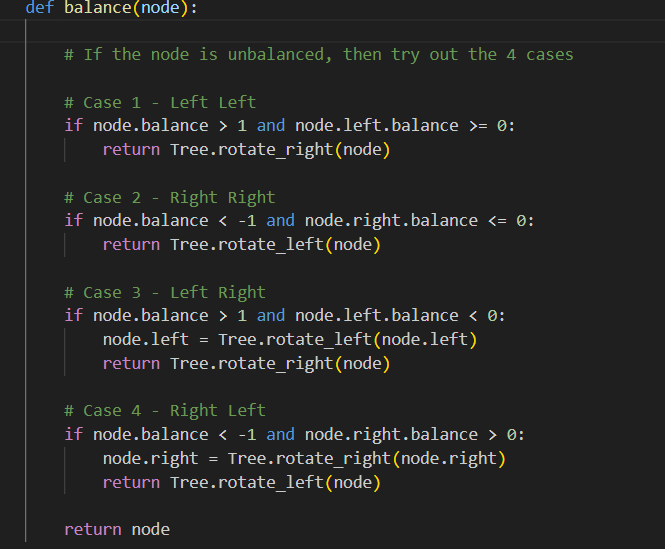 def balance(node):
# If the node is unbalanced, then try out the 4 cases
# Case 1 - Left Left
if node.balance > 1 and node.left.balance >= 0:
return Tree.rotate_right(node)
# Case 2 - Right Right
if node.balance < -1 and node.right.balance <= 0:
return Tree.rotate_left(node)
# Case 3 - Left Right
if node.balance > 1 and node.left.balance < 0:
node.left = Tree.rotate_left(node.left)
return Tree.rotate_right(node)
# Case 4 - Right Left
if node.balance < -1 and node.right.balance > 0:
node.right = Tree.rotate_right(node.right)
return Tree.rotate_left(node)
return node